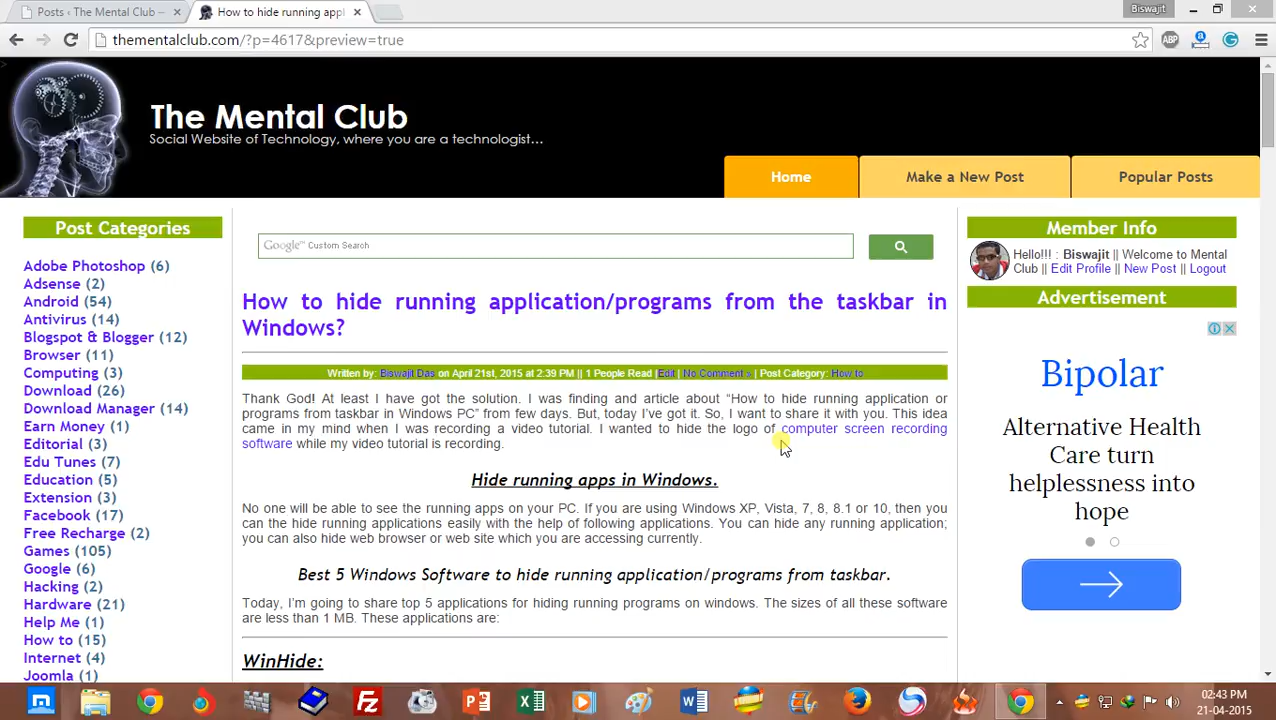 Posts ‹ The Mental Club —
How to hide running appl
Biswajit
thementalclub.com/?p=4617&preview=true
ABP
The Mental Club
Social Website of Technology, where you are a technologist...
Home
Make a New Post
Popular Posts
Post Categories
Adobe Photoshop (6)
Adsense (2)
Android (54)
Antivirus (14)
Blogspot & Blogger (12)
Browser (11)
Computing (3)
Download (26)
Download Manager (14)
Earn Money (1)
Editorial (3)
Edu Tunes (7)
Education (5)
Extension (3)
Facebook (17)
Free Recharge (2)
Games (105)
Google (6)
Hacking (2)
Hardware (21)
Help Me (1)
How to (15)
Internet (4)
Joomla (1)
Google™ Custom Search
How to hide running application/programs from the taskbar in
Windows?
Written by: Biswajit Das on April 21st, 2015 at 2:39 PM || 1 People Read |Edit | No Comment » | Post Category: How to
Thank God! At least I have got the solution. I was finding and article about “How to hide running application or
programs from taskbar in Windows PC” from few days. But, today I’ve got it. So, I want to share it with you. This idea
came in my mind when I was recording a video tutorial. I wanted to hide the logo of computer screen recording
software while my video tutorial is recording.
Hide running apps in Windows.
No one will be able to see the running apps on your PC. If you are using Windows XP, Vista, 7, 8, 8.1 or 10, then you
can the hide running applications easily with the help of following applications. You can hide any running application;
you can also hide web browser or web site which you are accessing currently.
Best 5 Windows Software to hide running application/programs from taskbar.
Today, I’m going to share top 5 applications for hiding running programs on windows. The sizes of all these software
are less than 1 MB. These applications are:
WinHide:
Member Info
Hello!!! : Biswajit || Welcome to Mental
Club || Edit Profile || New Post || Logout
Advertisement
Bipolar
Alternative Health
Care turn
helplessness into
hope
02:43 PM
21-04-2015